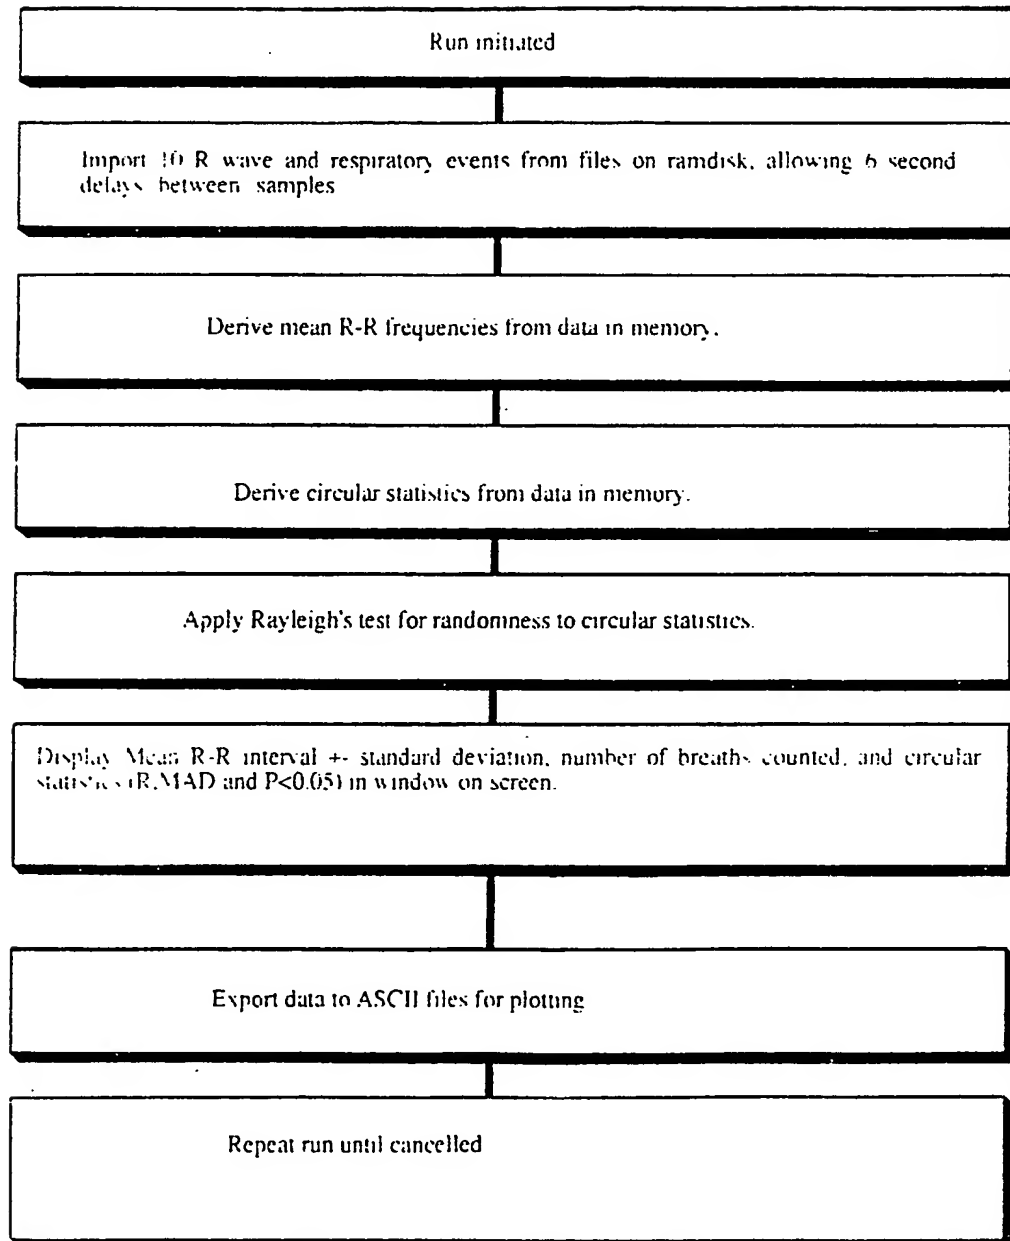 Run initiated
Import 10 R wave and respiratory events from files on ramdisk, allowing 6 second
delays between samples
Derive mean R-R frequencies from data in memory.
Derive circular statistics from data in memory.
Apply Rayleigh's test for randomness to circular statistics.
Display Mean R-R interval +- standard deviation, number of breaths counted, and circular
statistics (R,MAD and P<0.05) in window on screen.
Export data to ASCII files for plotting
Repeat run until cancelled